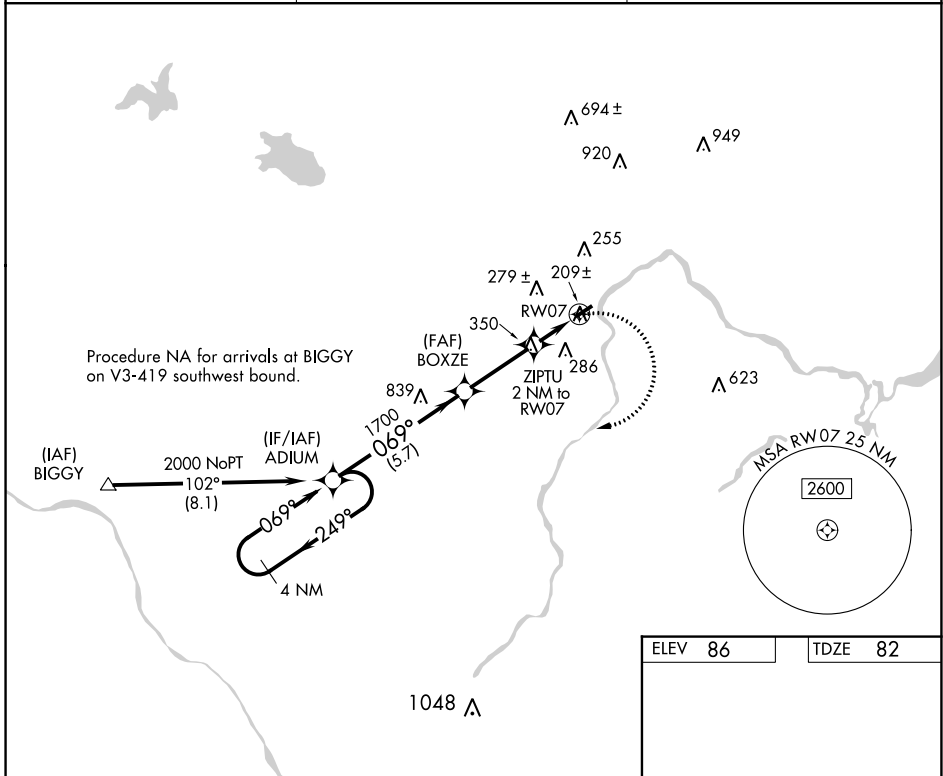 694 ±
949
920
255
279 ±
209±
RW07
350
(FAF)
BOXZE
Procedure NA for arrivals at BIGGY
on V3-419 southwest bound.
286
ZIPTU
2 NM to
RW07
839
623
1700
069°
(5.7)
(IF/IAF)
ADIUM
(IAF)
BIGGY
2000 NoPT
102°
(8.1)
MSA RW07 25 NM
2600
069°
249°
4 NM
ELEV 86
TDZE 82
1048